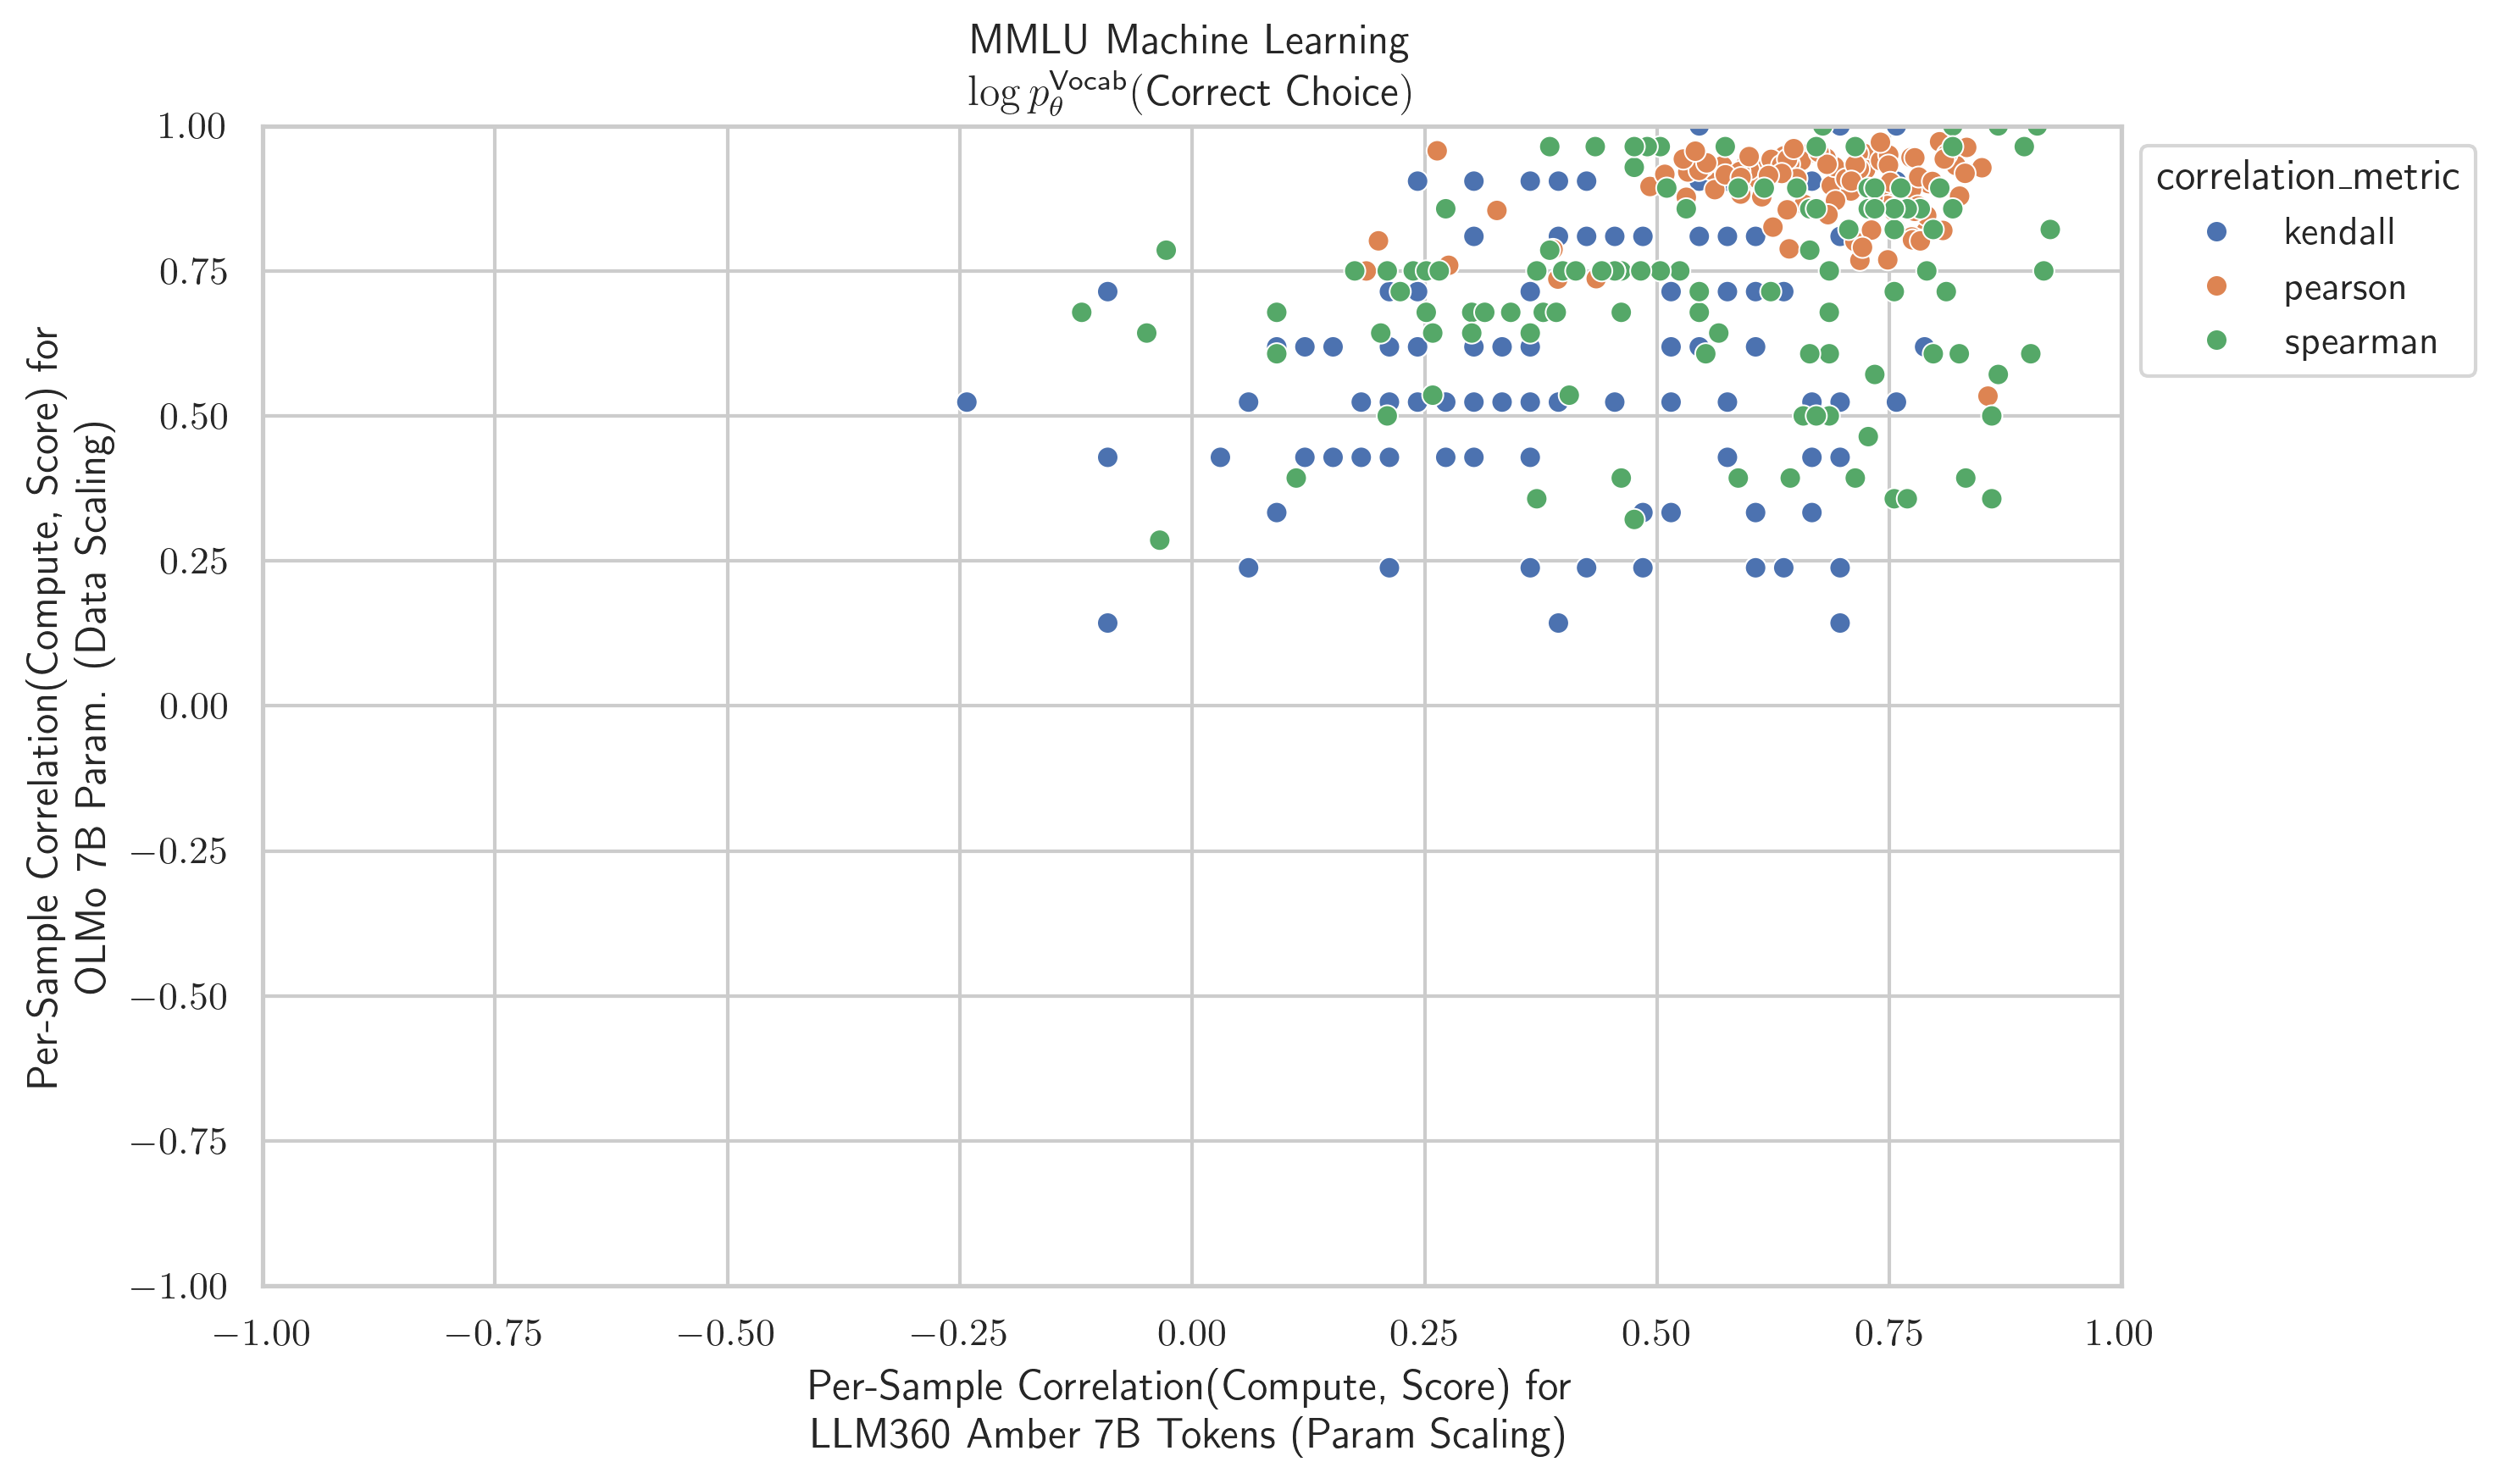 MMLU Machine Learning
log p_θ^Vocab(Correct Choice)
1.00
0.75
0.50
0.25
0.00
−0.25
−0.50
−0.75
−1.00
Per-Sample Correlation(Compute, Score) for
OLMo 7B Param. (Data Scaling)
correlation_metric
kendall
pearson
spearman
−1.00 −0.75 −0.50 −0.25 0.00 0.25 0.50 0.75 1.00
Per-Sample Correlation(Compute, Score) for
LLM360 Amber 7B Tokens (Param Scaling)